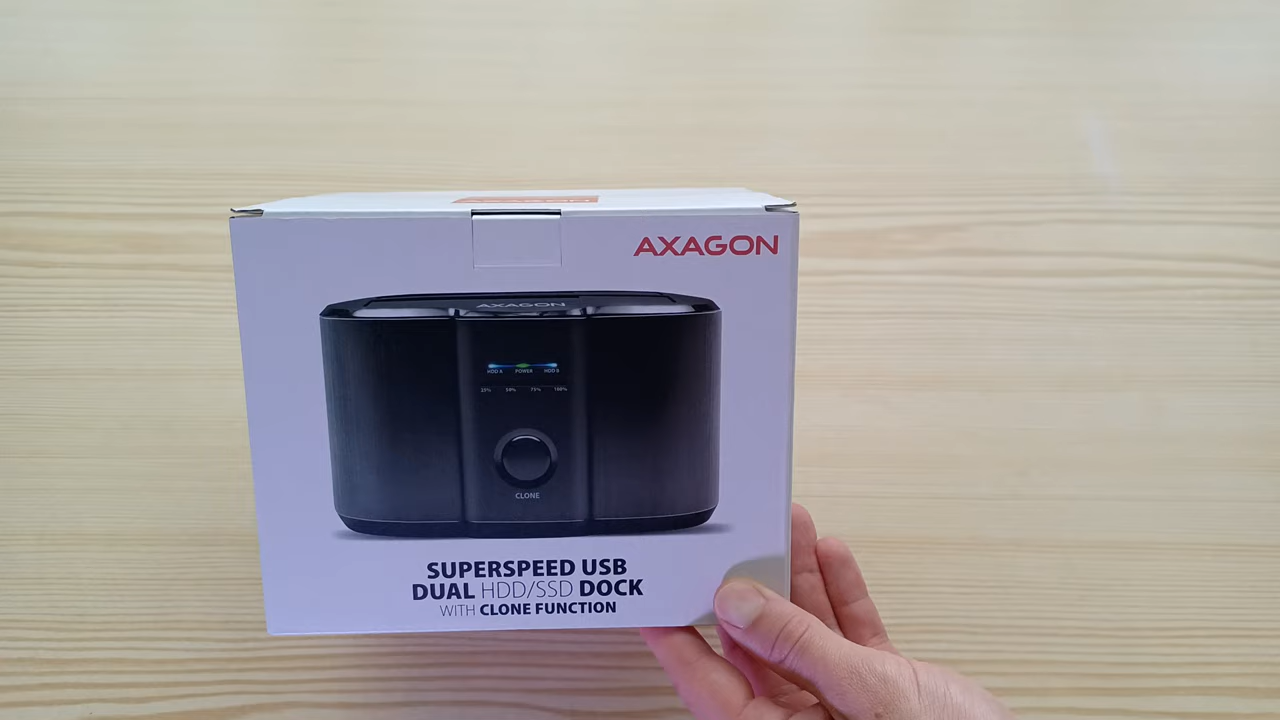 AXAGON
AXAGON
AXAGON
HDD A POWER HDD B
25% 50% 75% 100%
CLONE
SUPERSPEED USB
DUAL HDD/SSD DOCK
WITH CLONE FUNCTION